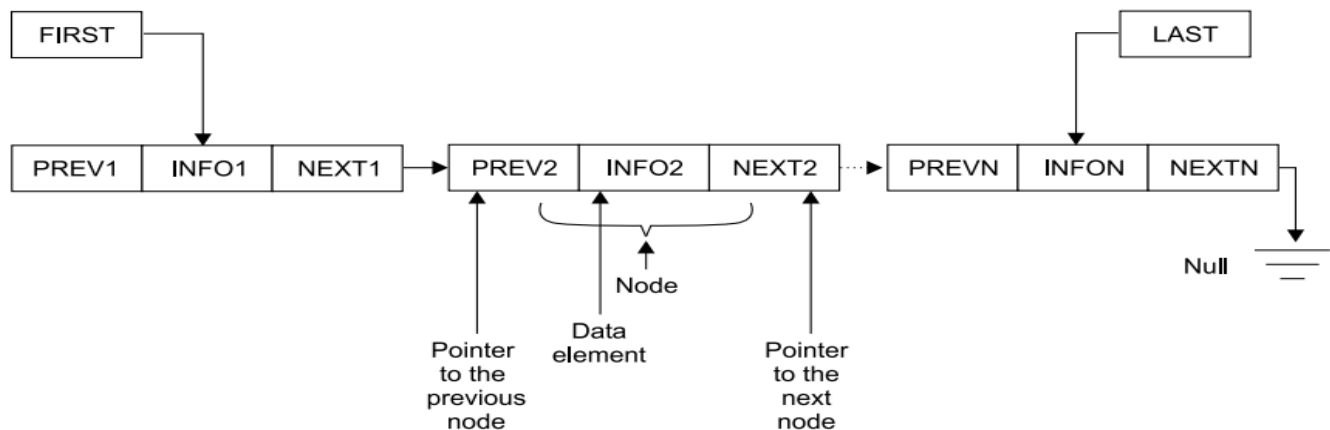 FIRST
LAST
PREV1 INFO1 NEXT1 PREV2 INFO2 NEXT2 PREVN INFON NEXTN
Null
Node
Data
element
Pointer
to the
previous
node
Pointer
to the
next
node